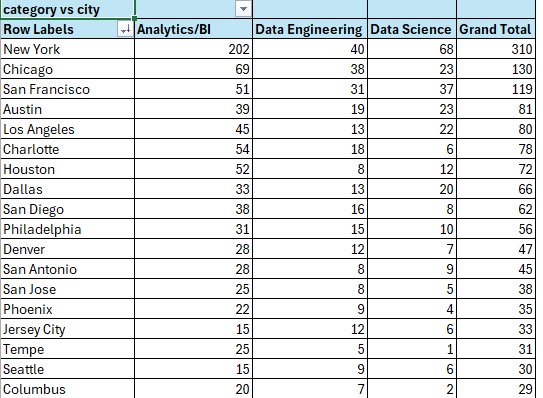 category vs city
Row Labels Analytics/BI Data Engineering Data Science Grand Total
New York 202 40 68 310
Chicago 69 38 23 130
San Francisco 51 31 37 119
Austin 39 19 23 81
Los Angeles 45 13 22 80
Charlotte 54 18 6 78
Houston 52 8 12 72
Dallas 33 13 20 66
San Diego 38 16 8 62
Philadelphia 31 15 10 56
Denver 28 12 7 47
San Antonio 28 8 9 45
San Jose 25 8 5 38
Phoenix 22 9 4 35
Jersey City 15 12 6 33
Tempe 25 5 1 31
Seattle 15 9 6 30
Columbus 20 7 2 29